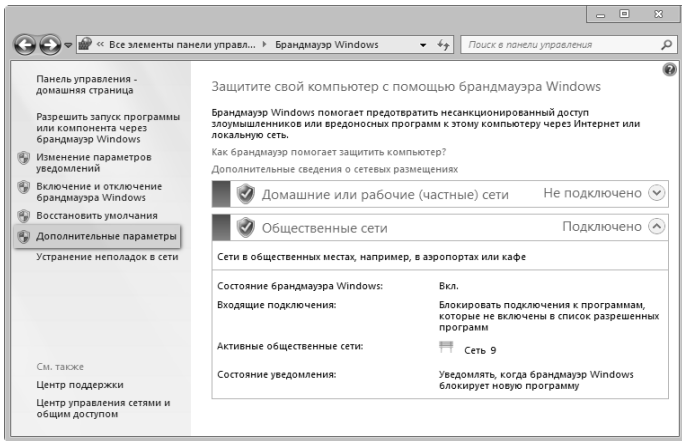 « Все элементы панели управл... ▸ Брандмауэр Windows
Поиск в панели управления
Панель управления -
домашняя страница
Разрешить запуск программы
или компонента через
брандмауэр Windows
Изменение параметров
уведомлений
Включение и отключение
брандмауэра Windows
Восстановить умолчания
Дополнительные параметры
Устранение неполадок в сети
См. также
Центр поддержки
Центр управления сетями и
общим доступом
Защитите свой компьютер с помощью брандмауэра Windows
Брандмауэр Windows помогает предотвратить несанкционированный доступ
злоумышленников или вредоносных программ к этому компьютеру через Интернет или
локальную сеть.
Как брандмауэр помогает защитить компьютер?
Дополнительные сведения о сетевых размещениях
Домашние или рабочие (частные) сети Не подключено
Общественные сети Подключено
Сети в общественных местах, например, в аэропортах или кафе
Состояние брандмауэра Windows: Вкл.
Входящие подключения: Блокировать подключения к программам,
которые не включены в список разрешенных
программ
Активные общественные сети: Сеть 9
Состояние уведомления: Уведомлять, когда брандмауэр Windows
блокирует новую программу